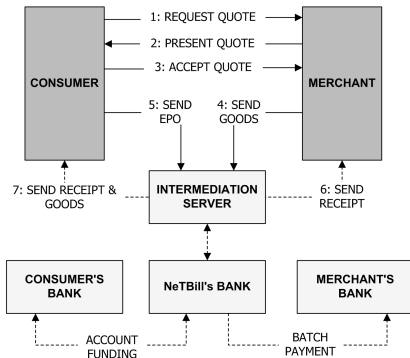 1: REQUEST QUOTE
2: PRESENT QUOTE
3: ACCEPT QUOTE
CONSUMER
MERCHANT
5: SEND
EPO
4: SEND
GOODS
7: SEND RECEIPT &
GOODS
INTERMEDIATION
SERVER
6: SEND
RECEIPT
CONSUMER'S
BANK
NeTBill's BANK
MERCHANT'S
BANK
ACCOUNT
FUNDING
BATCH
PAYMENT